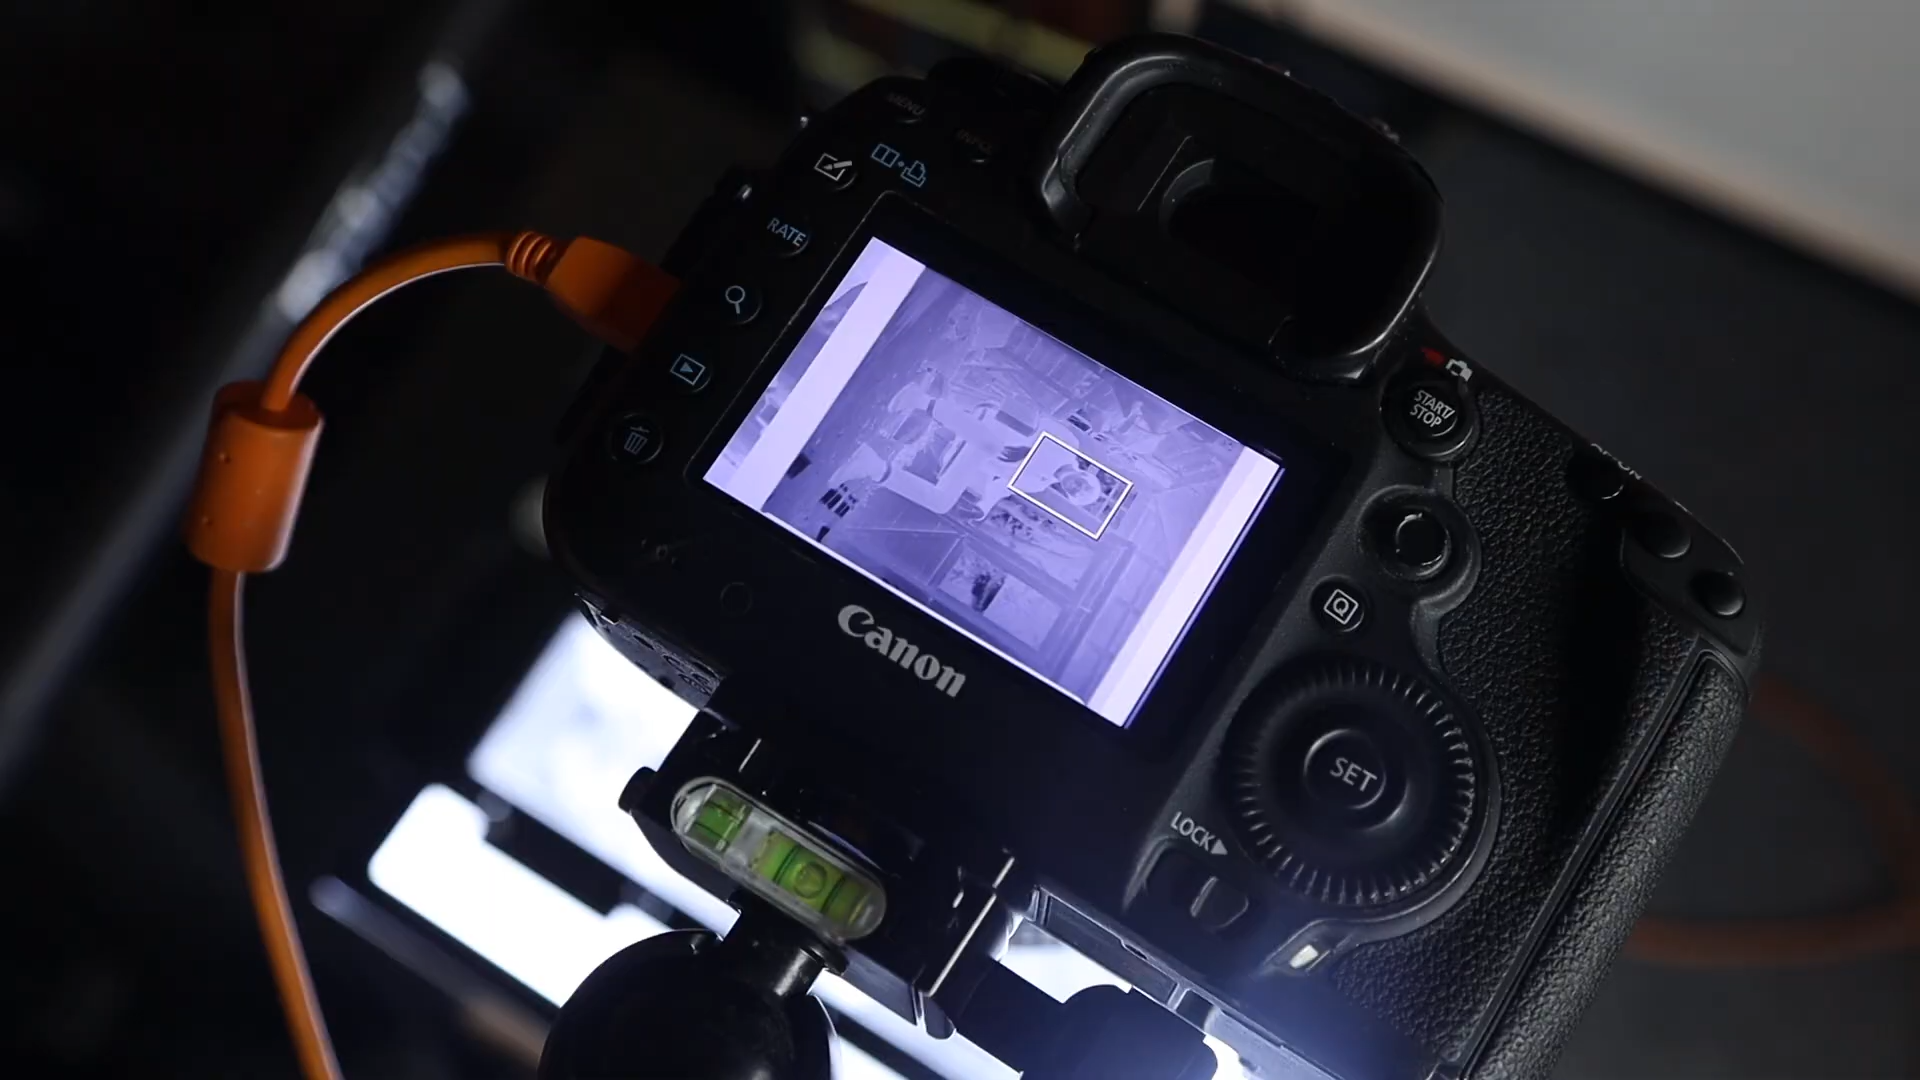 MENU
INFO
RATE
START/
STOP
Q
Canon
SET
LOCK